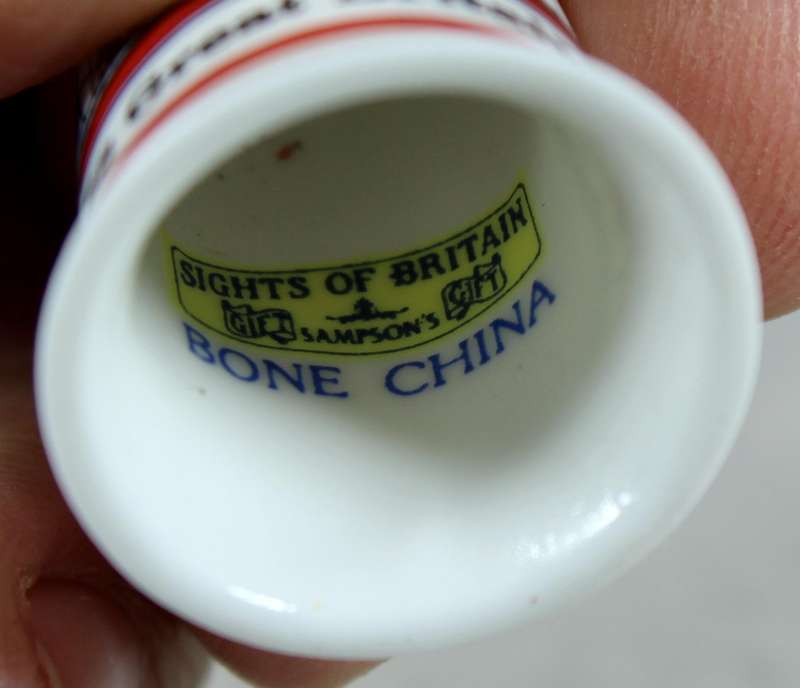 Great
SIGHTS OF BRITAIN
GIFT SAMPSON'S GIFT
BONE CHINA